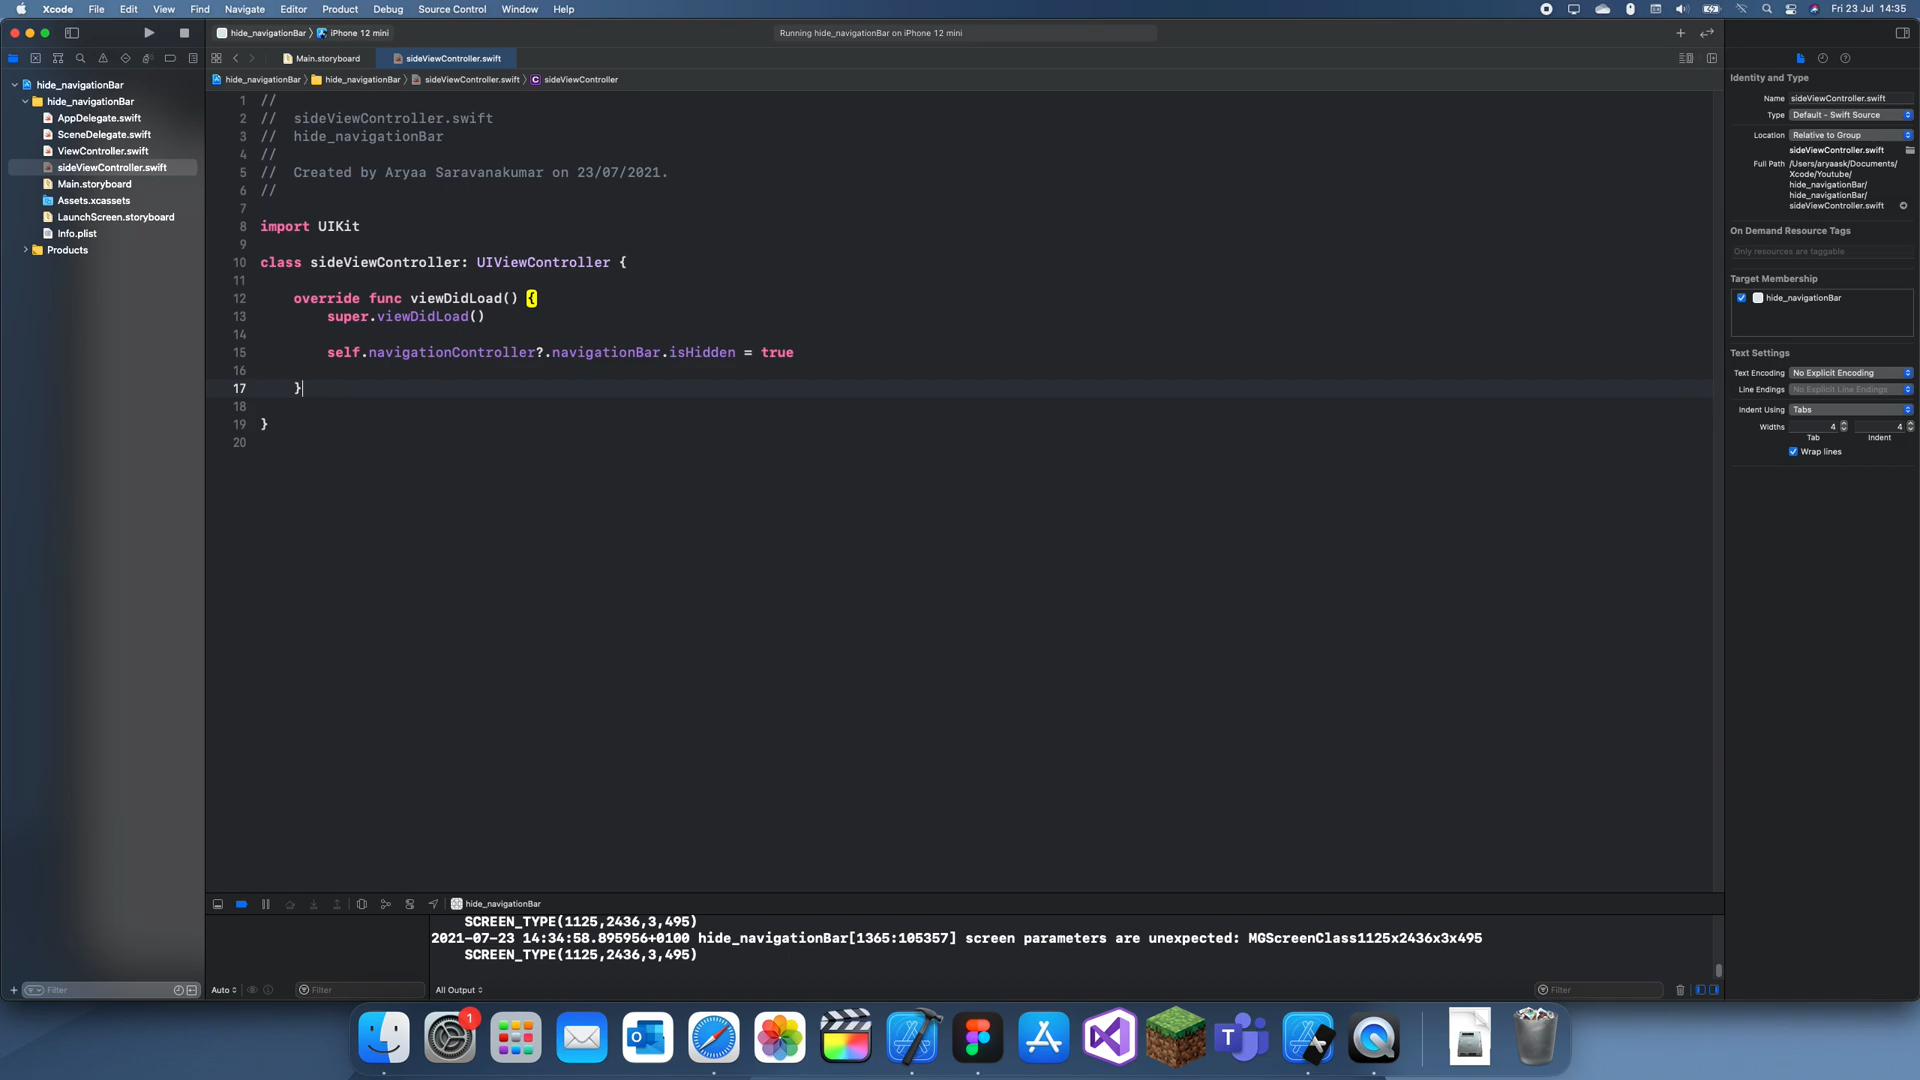 Xcode File Edit View Find Navigate Editor Product Debug Source Control Window Help Fri 23 Jul 14:35
hide_navigationBar iPhone 12 mini Running hide_navigationBar on iPhone 12 mini
Main.storyboard sideViewController.swift
hide_navigationBar hide_navigationBar sideViewController.swift C sideViewController
hide_navigationBar
hide_navigationBar
AppDelegate.swift
SceneDelegate.swift
ViewController.swift
sideViewController.swift
Main.storyboard
Assets.xcassets
LaunchScreen.storyboard
Info.plist
Products
Filter
1 //
2 // sideViewController.swift
3 // hide_navigationBar
4 //
5 // Created by Aryaa Saravanakumar on 23/07/2021.
6 //
7
8 import UIKit
9
10 class sideViewController: UIViewController {
11
12 override func viewDidLoad() {
13 super.viewDidLoad()
14
15 self.navigationController?.navigationBar.isHidden = true
16
17 }
18
19 }
20
hide_navigationBar
SCREEN_TYPE(1125,2436,3,495)
2021-07-23 14:34:58.895956+0100 hide_navigationBar[1365:105357] screen parameters are unexpected: MGScreenClass1125x2436x3x495
SCREEN_TYPE(1125,2436,3,495)
Auto Filter All Output Filter
Identity and Type
Name sideViewController.swift
Type Default - Swift Source
Location Relative to Group
sideViewController.swift
Full Path /Users/aryaask/Documents/
Xcode/Youtube/
hide_navigationBar/
hide_navigationBar/
sideViewController.swift
On Demand Resource Tags
Only resources are taggable
Target Membership
hide_navigationBar
Text Settings
Text Encoding No Explicit Encoding
Line Endings No Explicit Line Endings
Indent Using Tabs
Widths 4 4
Tab Indent
Wrap lines
1